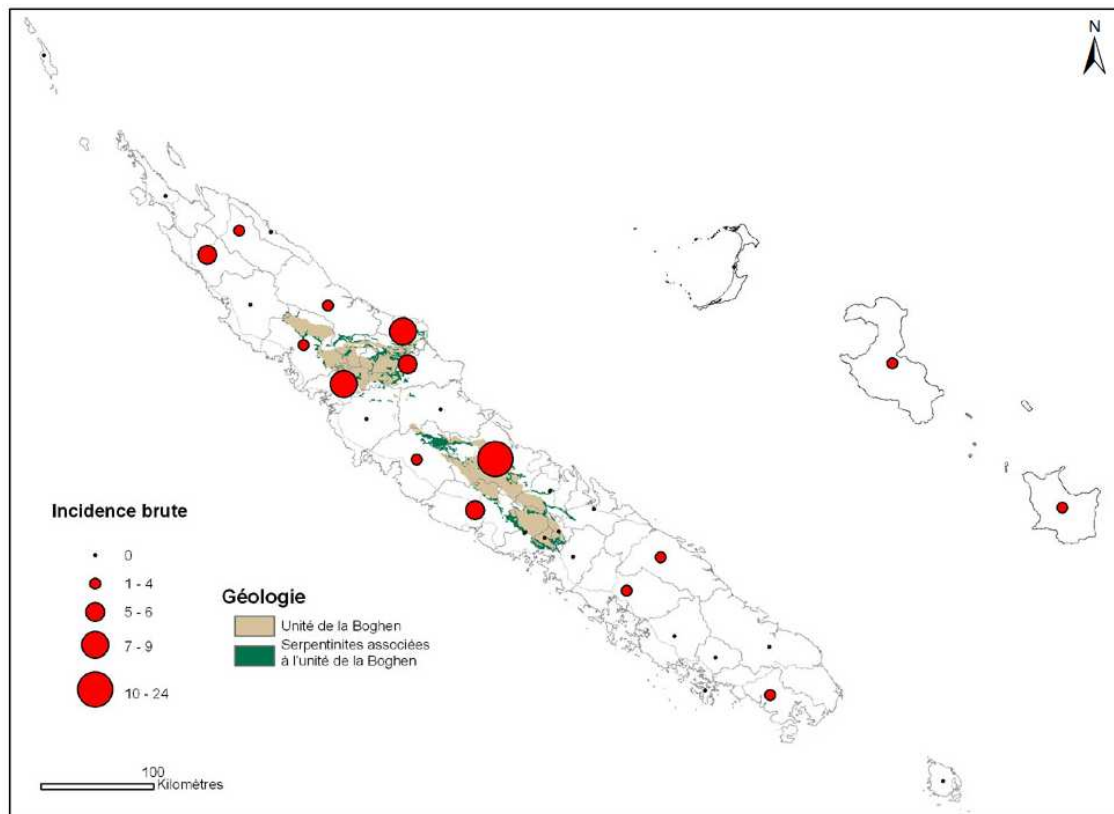 N
Incidence brute
0
1 - 4
5 - 6
7 - 9
10 - 24
Géologie
Unité de la Boghen
Serpentinites associées
à l'unité de la Boghen
100
Kilomètres